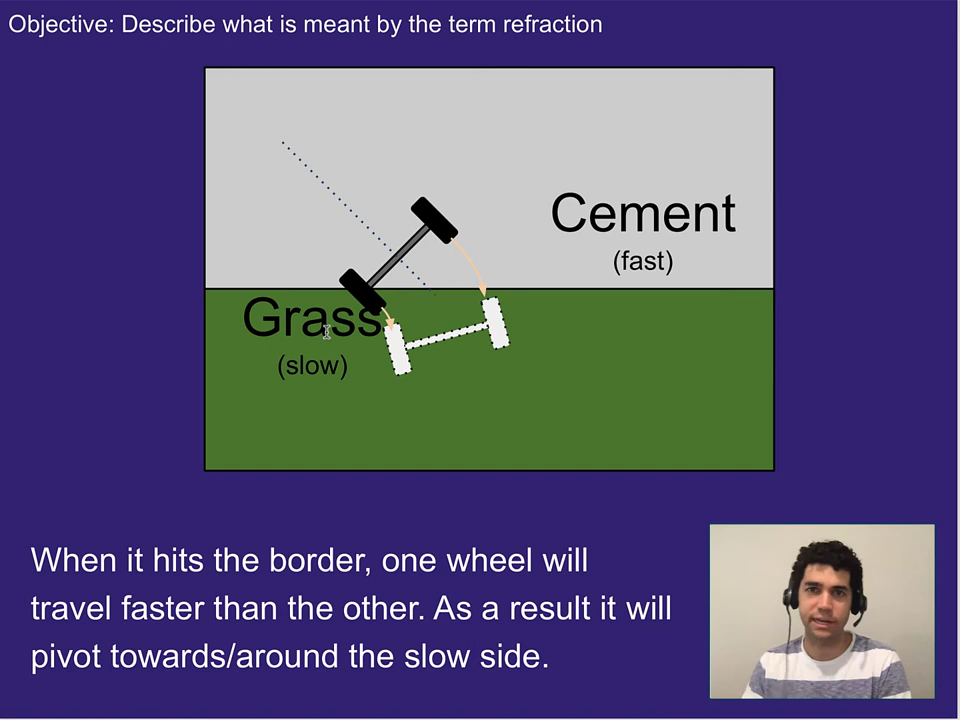 Objective: Describe what is meant by the term refraction
Cement
(fast)
Grass
(slow)
When it hits the border, one wheel will
travel faster than the other. As a result it will
pivot towards/around the slow side.